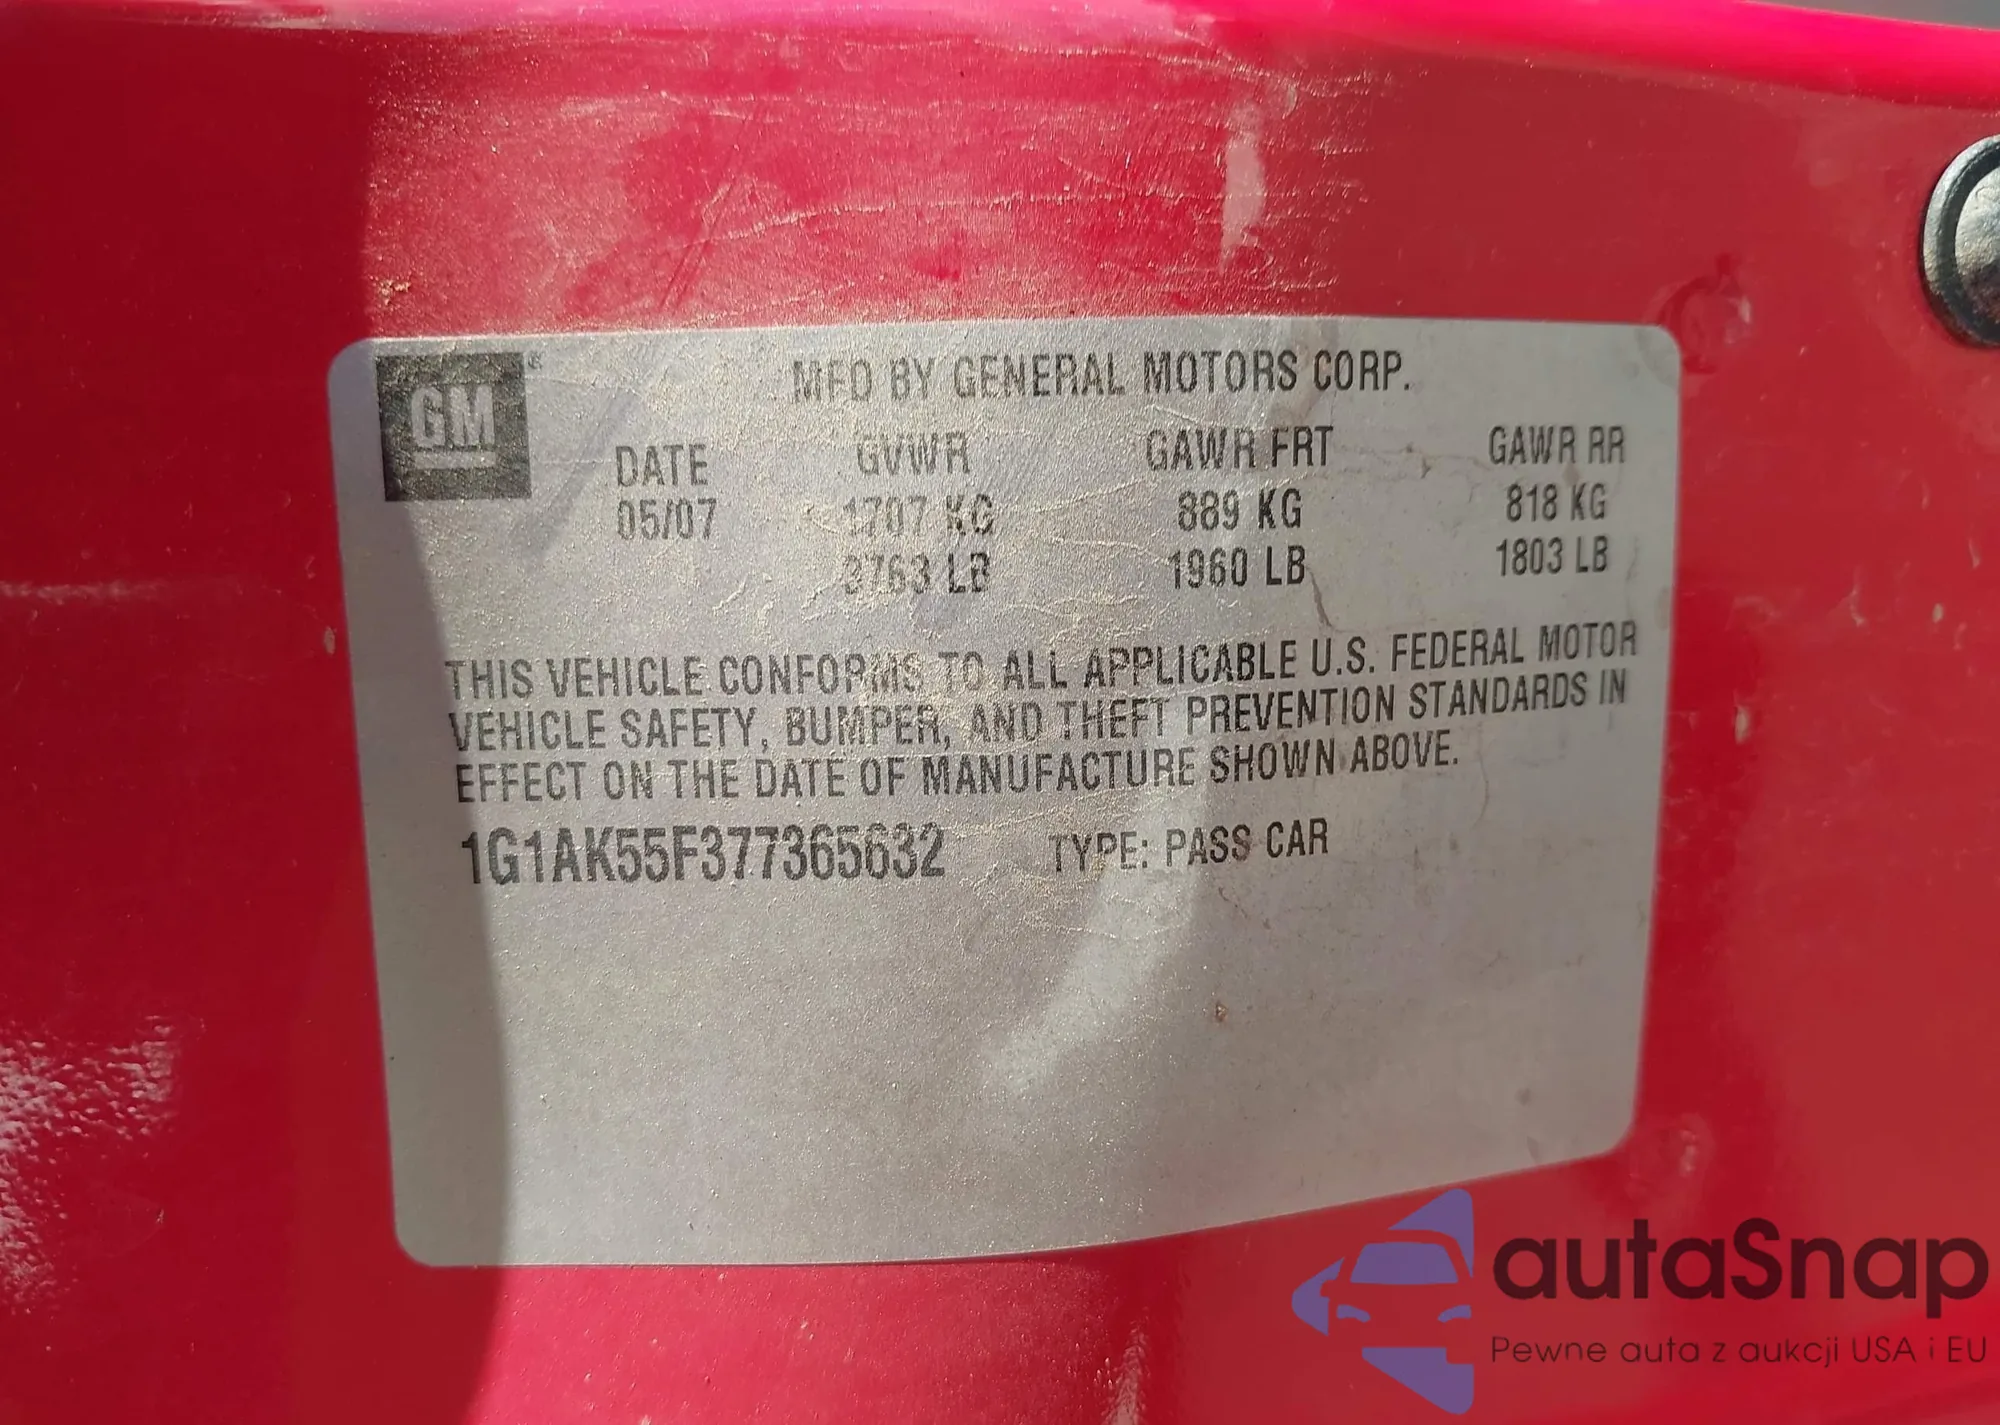 GM®
MFD BY GENERAL MOTORS CORP.
DATE GVWR GAWR FRT GAWR RR
05/07 1707 KG 889 KG 818 KG
3763 LB 1960 LB 1803 LB
THIS VEHICLE CONFORMS TO ALL APPLICABLE U.S. FEDERAL MOTOR
VEHICLE SAFETY, BUMPER, AND THEFT PREVENTION STANDARDS IN
EFFECT ON THE DATE OF MANUFACTURE SHOWN ABOVE.
1G1AK55F377365632 TYPE: PASS CAR
autaSnap
Pewne auta z aukcji USA i EU